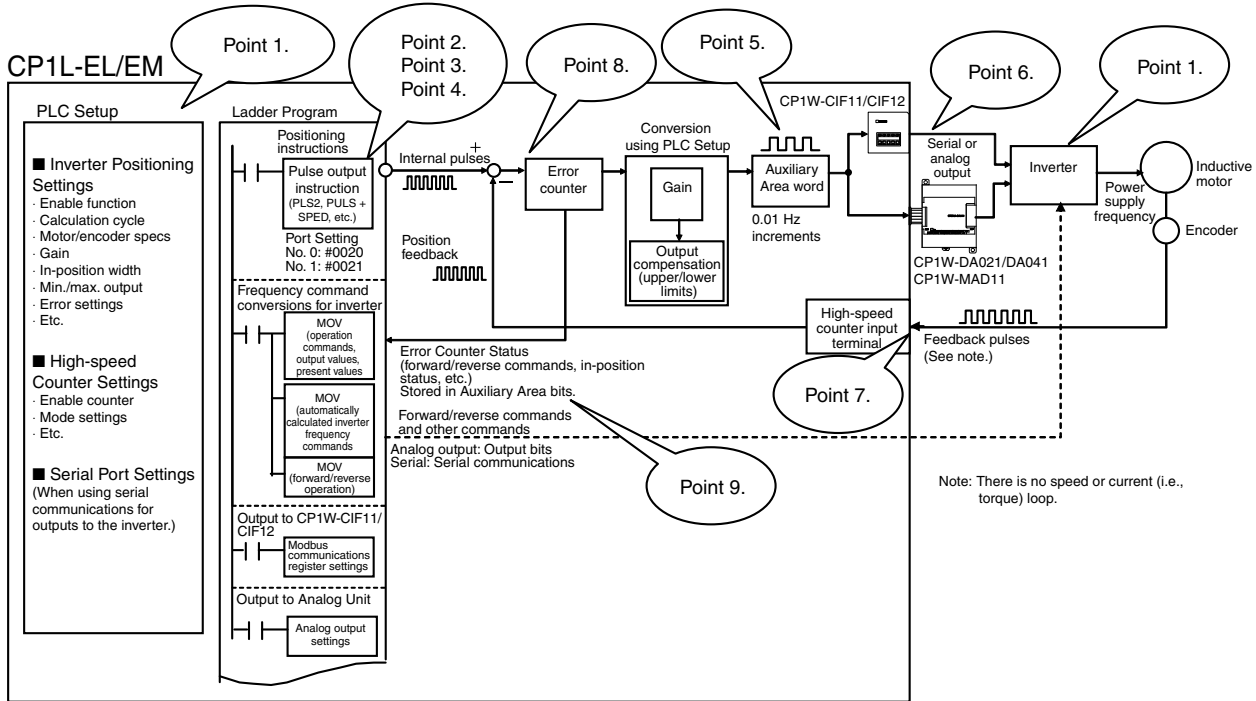 CP1L-EL/EM
Point 1.
Point 2.
Point 3.
Point 4.
Point 8.
Point 5.
Point 6.
Point 1.
PLC Setup
■ Inverter Positioning
Settings
· Enable function
· Calculation cycle
· Motor/encoder specs
· Gain
· In-position width
· Min./max. output
· Error settings
· Etc.
■ High-speed
Counter Settings
· Enable counter
· Mode settings
· Etc.
■ Serial Port Settings
(When using serial
communications for
outputs to the inverter.)
Ladder Program
Positioning
instructions
Pulse output
instruction
(PLS2, PULS +
SPED, etc.)
Port Setting
No. 0: #0020
No. 1: #0021
Frequency command
conversions for inverter
MOV
(operation
commands,
output values,
present values
MOV
(automatically
calculated inverter
frequency
commands
MOV
(forward/reverse
operation)
Output to CP1W-CIF11/
CIF12
Modbus
communications
register settings
Output to Analog Unit
Analog output
settings
Internal pulses
+
−
Position
feedback
Error
counter
Conversion
using PLC Setup
Gain
Output
compensation
(upper/lower
limits)
Auxiliary
Area word
0.01 Hz
increments
CP1W-CIF11/CIF12
Serial or
analog
output
CP1W-DA021/DA041
CP1W-MAD11
Inverter
Power
supply
frequency
Inductive
motor
Encoder
High-speed
counter input
terminal
Feedback pulses
(See note.)
Point 7.
Error Counter Status
(forward/reverse commands, in-position
status, etc.)
Stored in Auxiliary Area bits.
Forward/reverse commands
and other commands
Analog output: Output bits
Serial: Serial communications
Point 9.
Note: There is no speed or current (i.e.,
torque) loop.